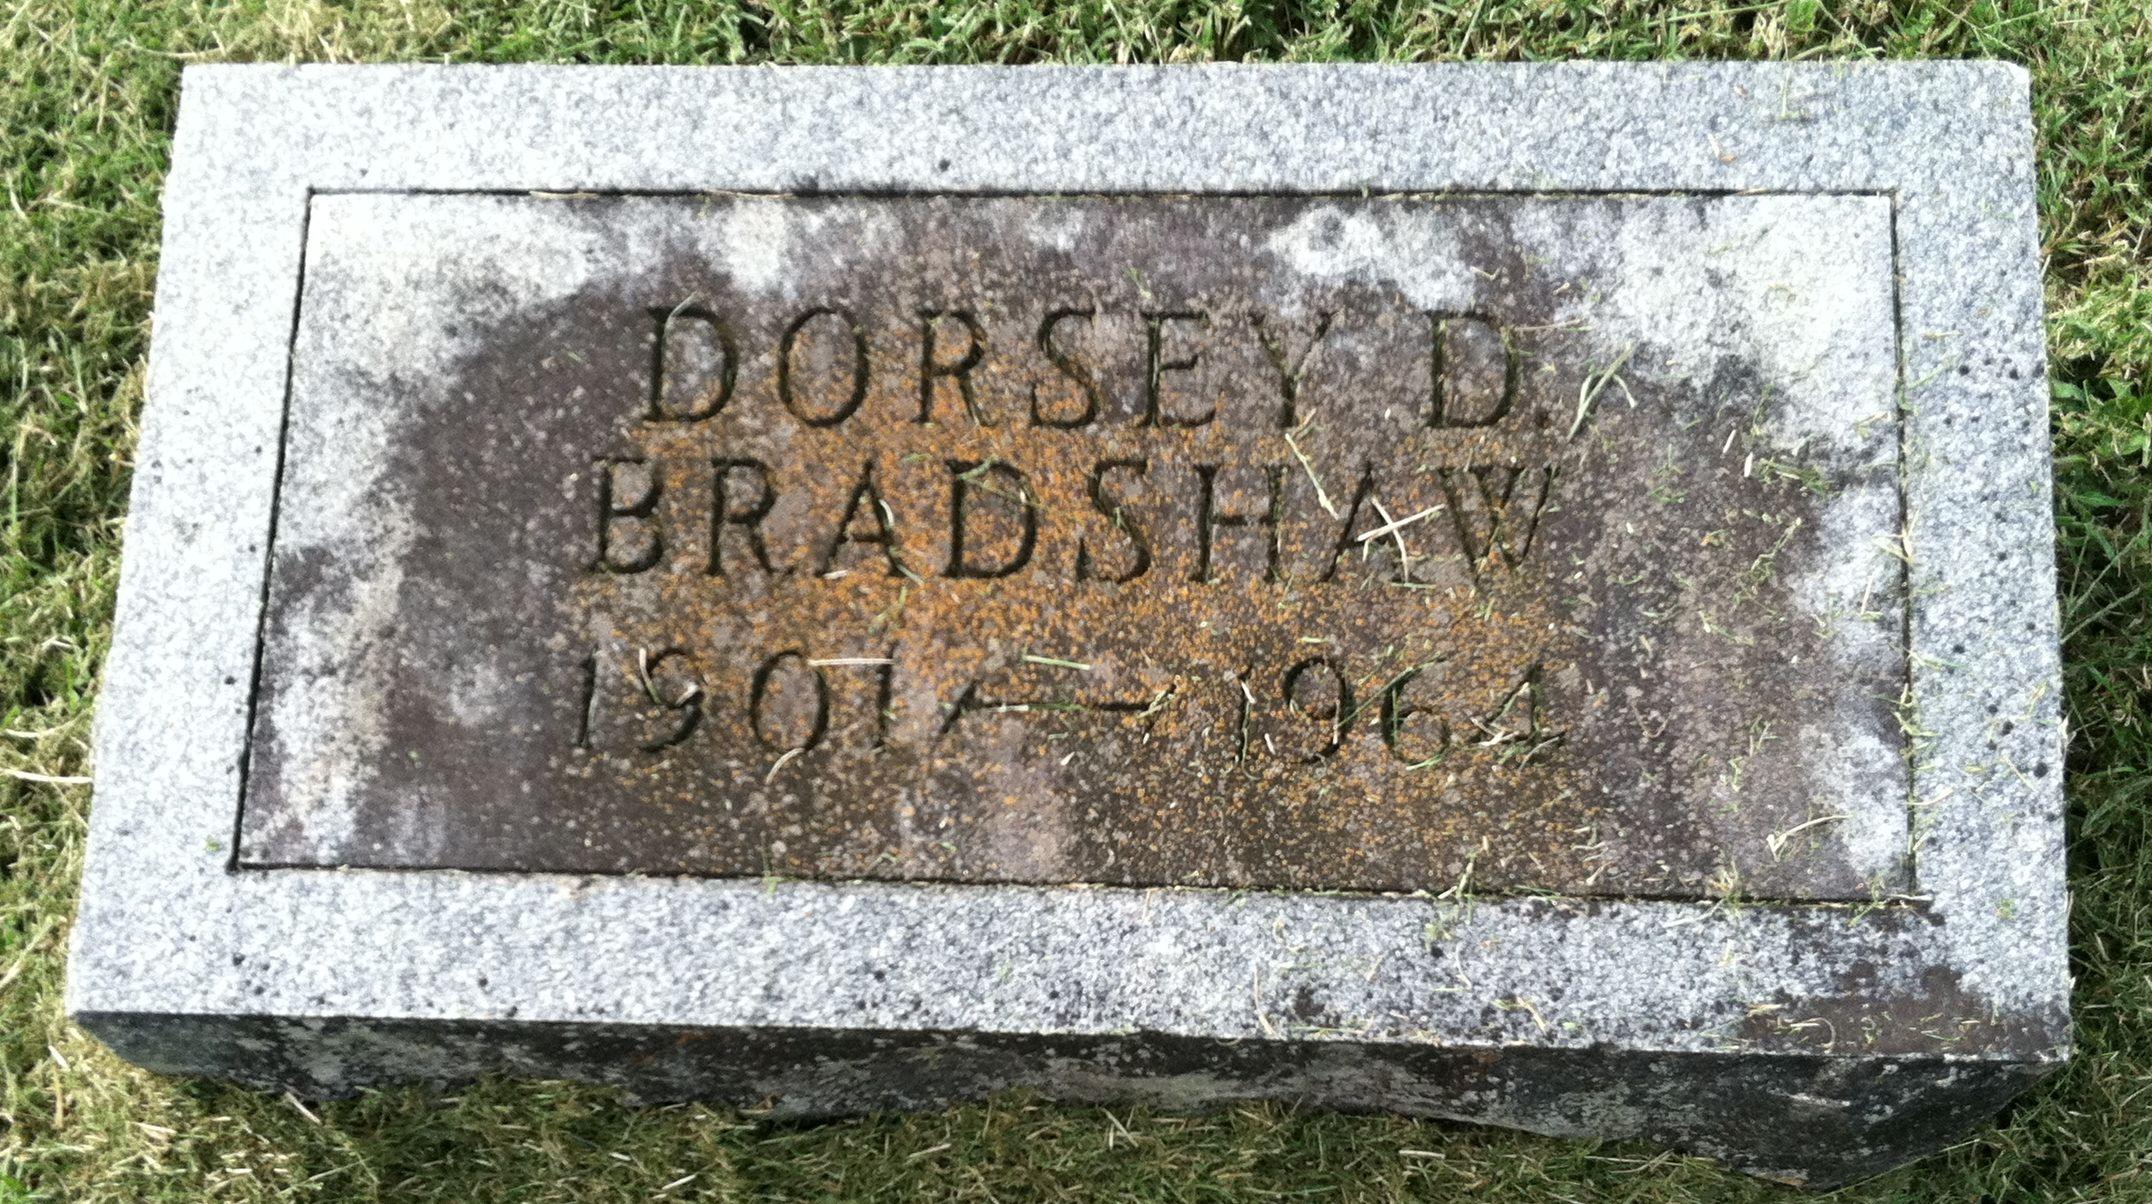 DORSEY D.
BRADSHAW
1901 — 1964